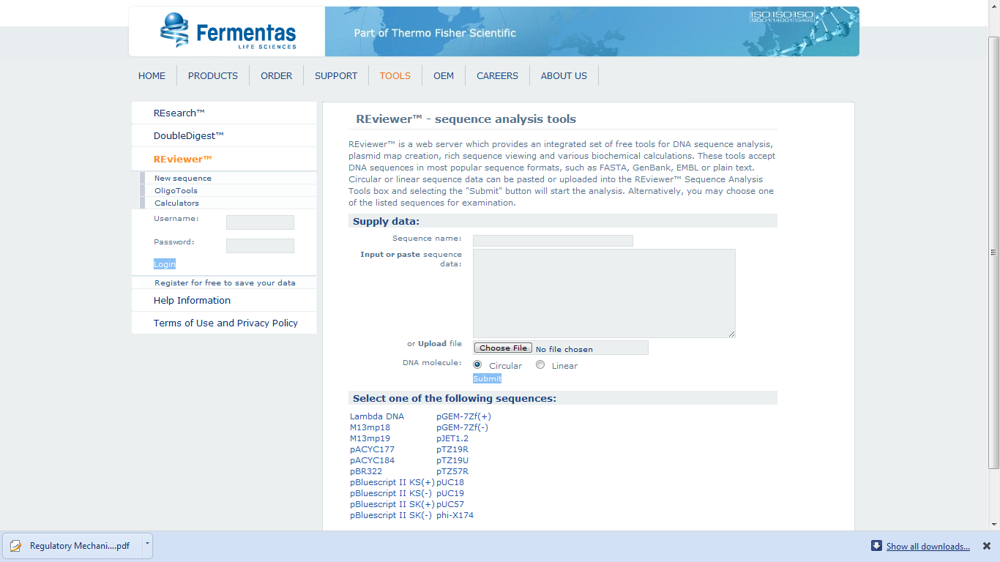 Fermentas
LIFE SCIENCES
Part of Thermo Fisher Scientific
ISO ISO ISO
9001 14001 13485
HOME PRODUCTS ORDER SUPPORT TOOLS OEM CAREERS ABOUT US
REsearch™
DoubleDigest™
REviewer™
New sequence
OligoTools
Calculators
Username:
Password:
Login
Register for free to save your data
Help Information
Terms of Use and Privacy Policy
REviewer™ - sequence analysis tools
REviewer™ is a web server which provides an integrated set of free tools for DNA sequence analysis,
plasmid map creation, rich sequence viewing and various biochemical calculations. These tools accept
DNA sequences in most popular sequence formats, such as FASTA, GenBank, EMBL or plain text.
Circular or linear sequence data can be pasted or uploaded into the REviewer™ Sequence Analysis
Tools box and selecting the "Submit" button will start the analysis. Alternatively, you may choose one
of the listed sequences for examination.
Supply data:
Sequence name:
Input or paste sequence
data:
or Upload file Choose File No file chosen
DNA molecule: Circular Linear
Submit
Select one of the following sequences:
Lambda DNA pGEM-7Zf(+)
M13mp18 pGEM-7Zf(-)
M13mp19 pJET1.2
pACYC177 pTZ19R
pACYC184 pTZ19U
pBR322 pTZ57R
pBluescript II KS(+) pUC18
pBluescript II KS(-) pUC19
pBluescript II SK(+) pUC57
pBluescript II SK(-) phi-X174
Regulatory Mechani....pdf
Show all downloads...